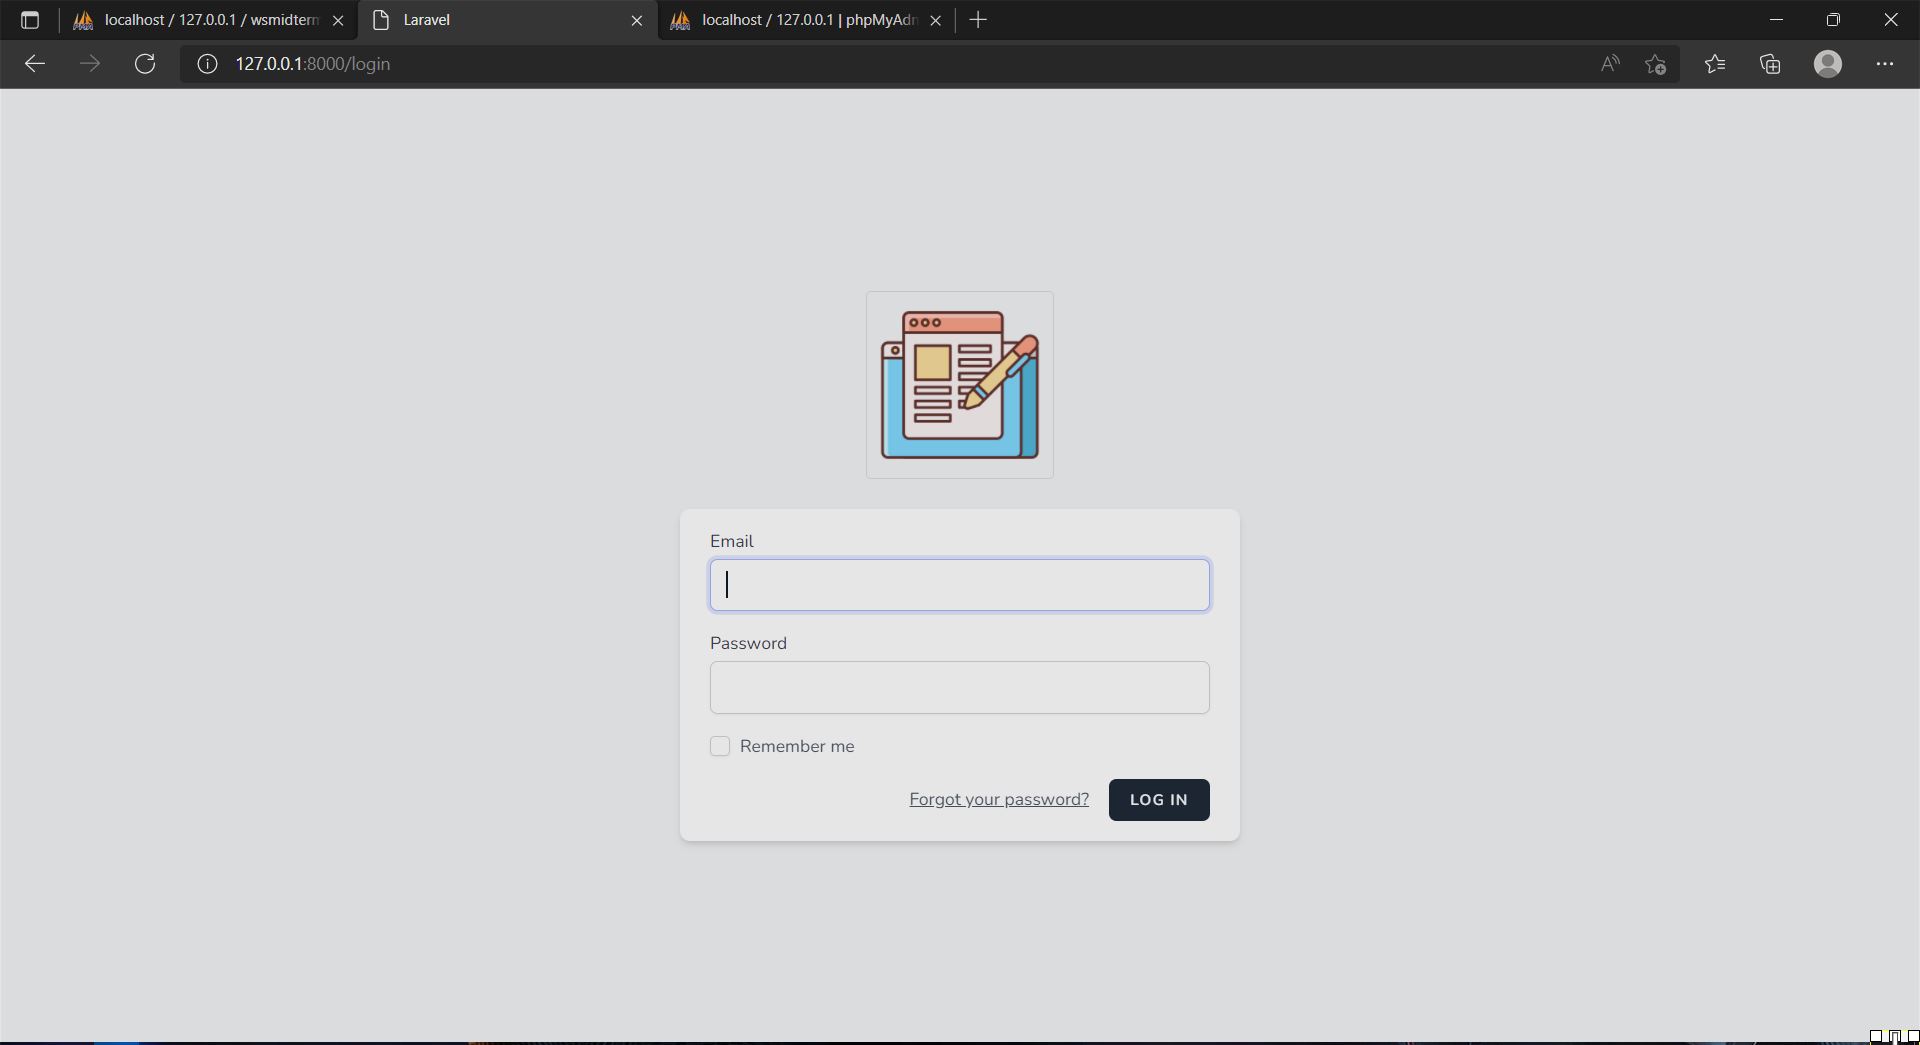 localhost / 127.0.0.1 / wsmidterm
Laravel
localhost / 127.0.0.1 | phpMyAdm
127.0.0.1:8000/login
Email
Password
Remember me
Forgot your password?
LOG IN